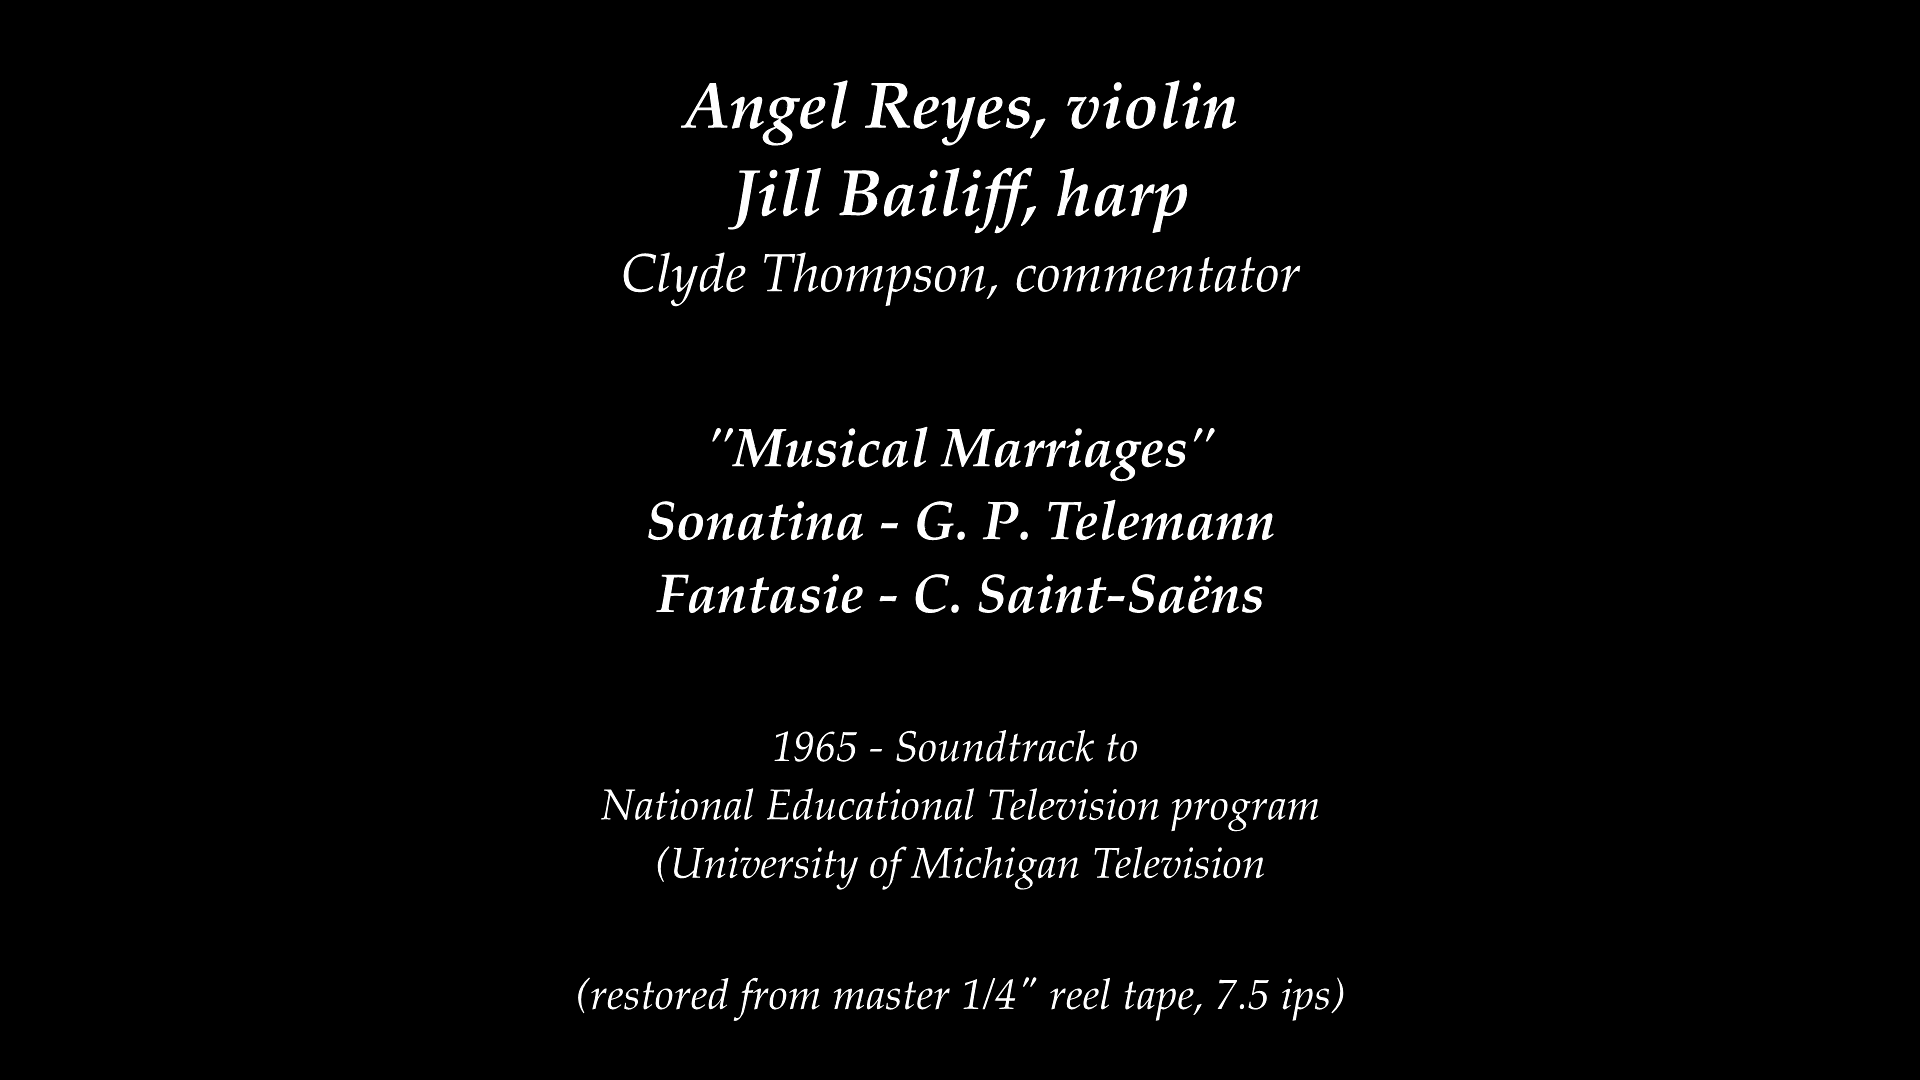 Angel Reyes, violin
Jill Bailiff, harp
Clyde Thompson, commentator
"Musical Marriages"
Sonatina - G. P. Telemann
Fantasie - C. Saint-Saëns
1965 - Soundtrack to
National Educational Television program
(University of Michigan Television
(restored from master 1/4" reel tape, 7.5 ips)